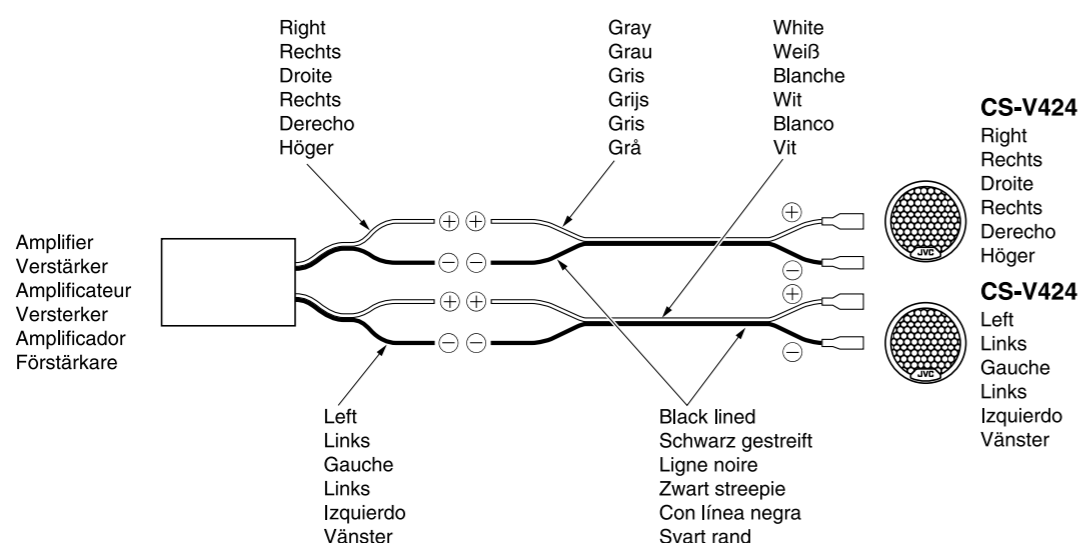 Right
Rechts
Droite
Rechts
Derecho
Höger
Gray
Grau
Gris
Grijs
Gris
Grå
White
Weiß
Blanche
Wit
Blanco
Vit
CS-V424
Right
Rechts
Droite
Rechts
Derecho
Höger
Amplifier
Verstärker
Amplificateur
Versterker
Amplificador
Förstärkare
+ +
- -
+ +
- -
+
-
+
-
JVC
JVC
CS-V424
Left
Links
Gauche
Links
Izquierdo
Vänster
Left
Links
Gauche
Links
Izquierdo
Vänster
Black lined
Schwarz gestreift
Ligne noire
Zwart streepie
Con línea negra
Svart rand